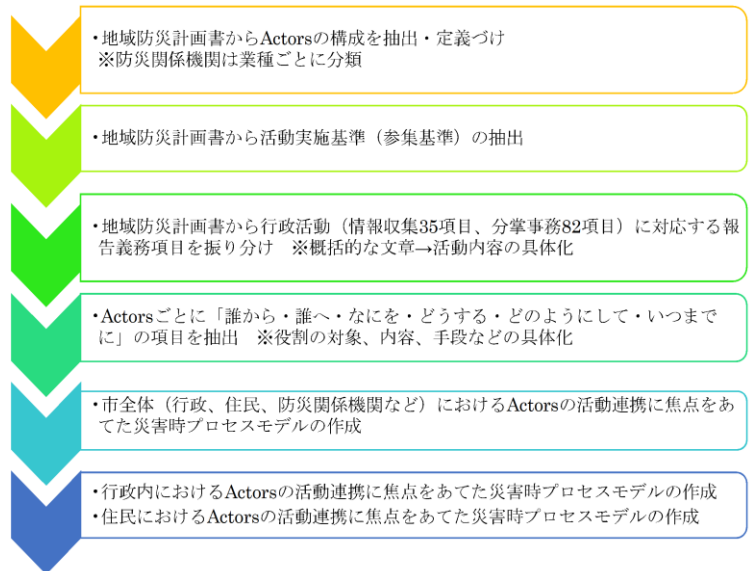 ・地域防災計画書からActorsの構成を抽出・定義づけ
※防災関係機関は業種ごとに分類
・地域防災計画書から活動実施基準（参集基準）の抽出
・地域防災計画書から行政活動（情報収集35項目、分掌事務82項目）に対応する報
告義務項目を振り分け　※概括的な文章→活動内容の具体化
・Actorsごとに「誰から・誰へ・なにを・どうする・どのようにして・いつまで
に」の項目を抽出　※役割の対象、内容、手段などの具体化
・市全体（行政、住民、防災関係機関など）におけるActorsの活動連携に焦点をあ
てた災害時プロセスモデルの作成
・行政内におけるActorsの活動連携に焦点をあてた災害時プロセスモデルの作成
・住民におけるActorsの活動連携に焦点をあてた災害時プロセスモデルの作成